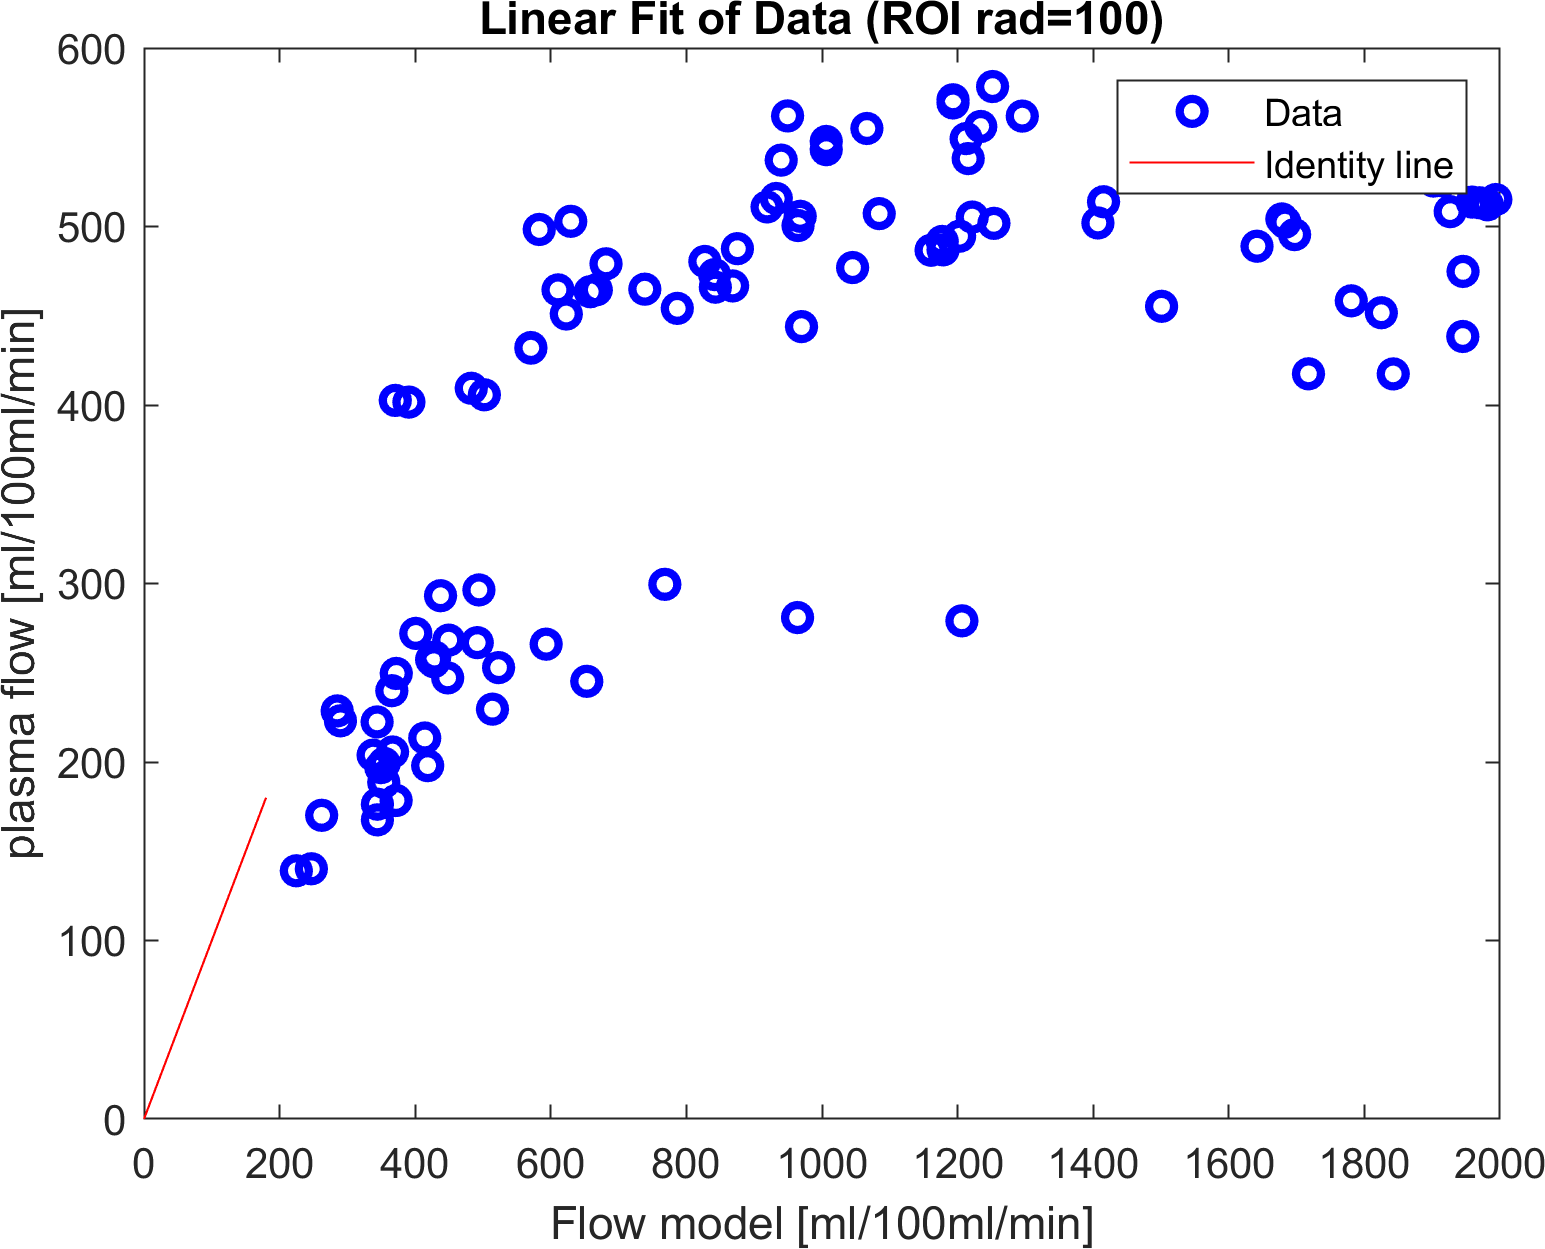 Linear Fit of Data (ROI rad=100)
600
500
400
300
200
100
0
plasma flow [ml/100ml/min]
Data
Identity line
0 200 400 600 800 1000 1200 1400 1600 1800 2000
Flow model [ml/100ml/min]